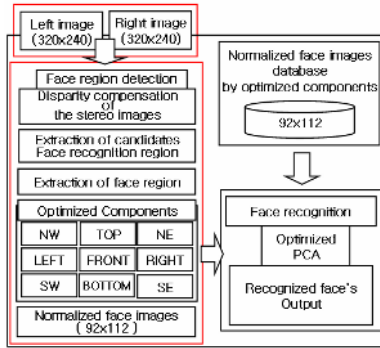 Left image
(320x240)
Right image
(320x240)
Face region detection
Disparity compensation
of
the stereo images
Extraction of candidates
Face recognition region
Extraction of face region
Optimized Components
NW TOP NE
LEFT FRONT RIGHT
SW BOTTOM SE
Normalized face images
(92x112)
Normalized face images
database
by optimized components
92x112
Face recognition
Optimized
PCA
Recognized face's
Output